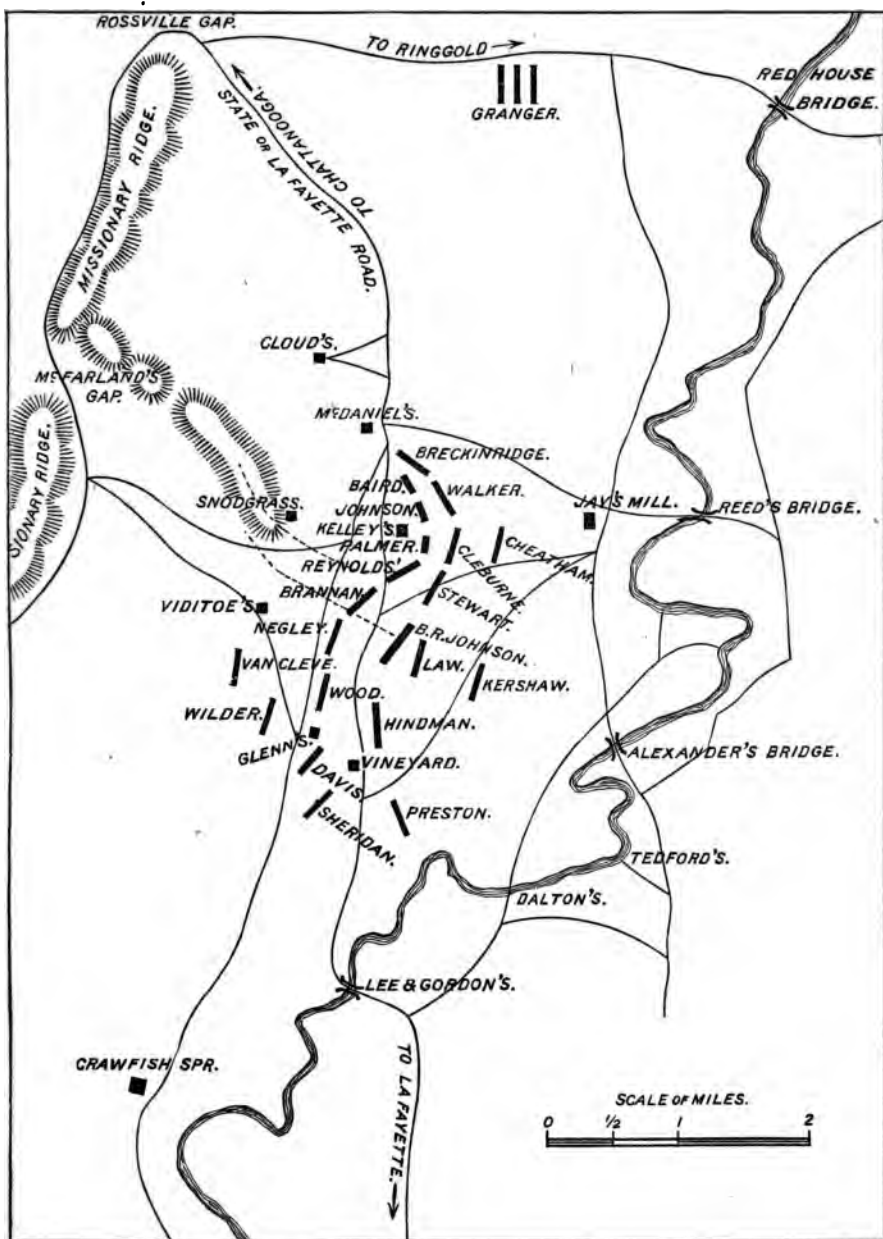 ROSSVILLE GAP.
TO RINGGOLD
RED HOUSE
BRIDGE.
GRANGER.
TO CHATTANOOGA.
STATE OR LA FAYETTE ROAD.
MISSIONARY RIDGE.
CLOUD'S.
McFARLAND'S
GAP.
McDANIEL'S.
SIONARY RIDGE.
BRECKINRIDGE.
BAIRD.
WALKER.
JOHNSON.
SNODGRASS.
JAY'S MILL.
REED'S BRIDGE.
KELLEY'S.
PALMER.
CHEATHAM.
CLEBURNE.
REYNOLDS'
STEWART.
BRANNAN.
VIDITOE'S.
NEGLEY.
B.R.JOHNSON.
LAW.
VAN CLEVE.
KERSHAW.
WOOD.
WILDER.
HINDMAN.
GLENN'S.
ALEXANDER'S BRIDGE.
VINEYARD.
DAVIS.
PRESTON.
SHERIDAN.
TEDFORD'S.
DALTON'S.
LEE & GORDON'S.
CRAWFISH SPR.
TO LA FAYETTE.
SCALE OF MILES.
0 1/2 1 2